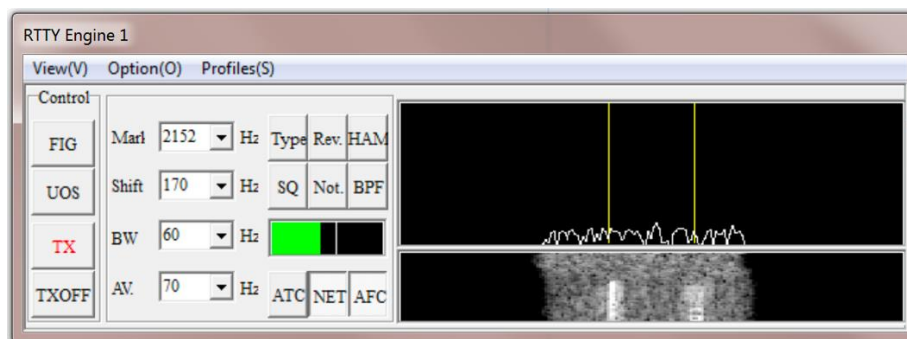 RTTY Engine 1
View(V) Option(O) Profiles(S)
Control
FIG
UOS
TX
TXOFF
Mark 2152 Hz
Shift 170 Hz
BW 60 Hz
AV. 70 Hz
Type Rev. HAM
SQ Not. BPF
ATC NET AFC